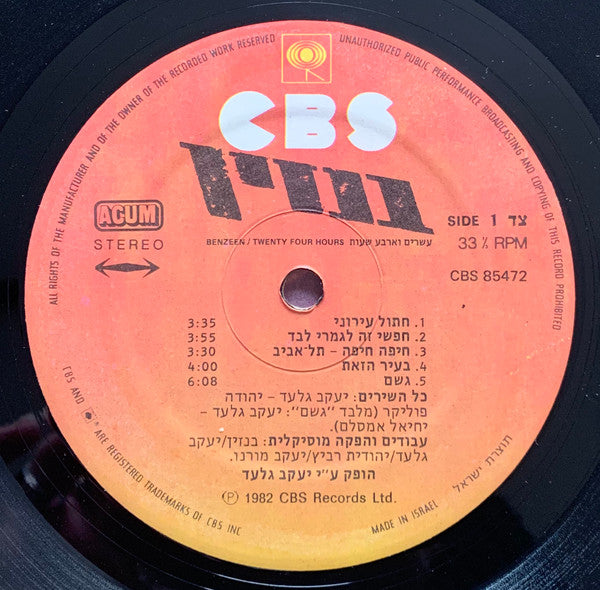 ALL RIGHTS OF THE MANUFACTURER AND OF THE OWNER OF THE RECORDED WORK RESERVED
UNAUTHORIZED PUBLIC PERFORMANCE BROADCASTING AND COPYING OF THIS RECORD PROHIBITED
CBS
בנזין
ACUM
STEREO
BENZEEN / TWENTY FOUR HOURS עשרים וארבע שעות
SIDE 1 צד
33 ⅓ RPM
CBS 85472
1. חתול עירוני 3:35
2. חפשי זה לגמרי לבד 3:55
3. חיפה חיפה – תל־אביב 3:30
4. בעיר הזאת 4:00
5. גשם 6:08
כל השירים: יעקב גלעד – יהודה
פוליקר (מלבד "גשם": יעקב גלעד –
יחיאל אמסלם).
עבודים והפקה מוסיקלית: בנזין/יעקב
גלעד/יהודית רביץ/יעקב מורנו.
הופק ע"י יעקב גלעד
Ⓟ 1982 CBS Records Ltd.
CBS AND ARE REGISTERED TRADEMARKS OF CBS INC
MADE IN ISRAEL תוצרת ישראל